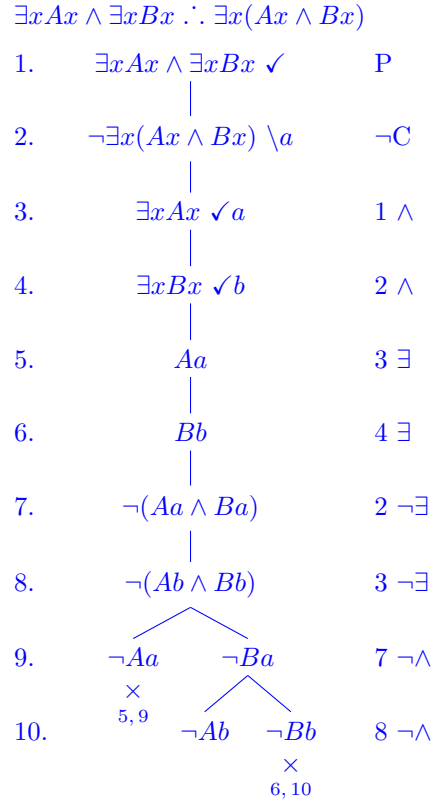 ∃xAx ∧ ∃xBx ∴ ∃x(Ax ∧ Bx)
1. ∃xAx ∧ ∃xBx ✓ P
2. ¬∃x(Ax ∧ Bx) \a ¬C
3. ∃xAx ✓a 1 ∧
4. ∃xBx ✓b 2 ∧
5. Aa 3 ∃
6. Bb 4 ∃
7. ¬(Aa ∧ Ba) 2 ¬∃
8. ¬(Ab ∧ Bb) 3 ¬∃
9. ¬Aa ¬Ba 7 ¬∧
×
5, 9
10. ¬Ab ¬Bb 8 ¬∧
×
6, 10